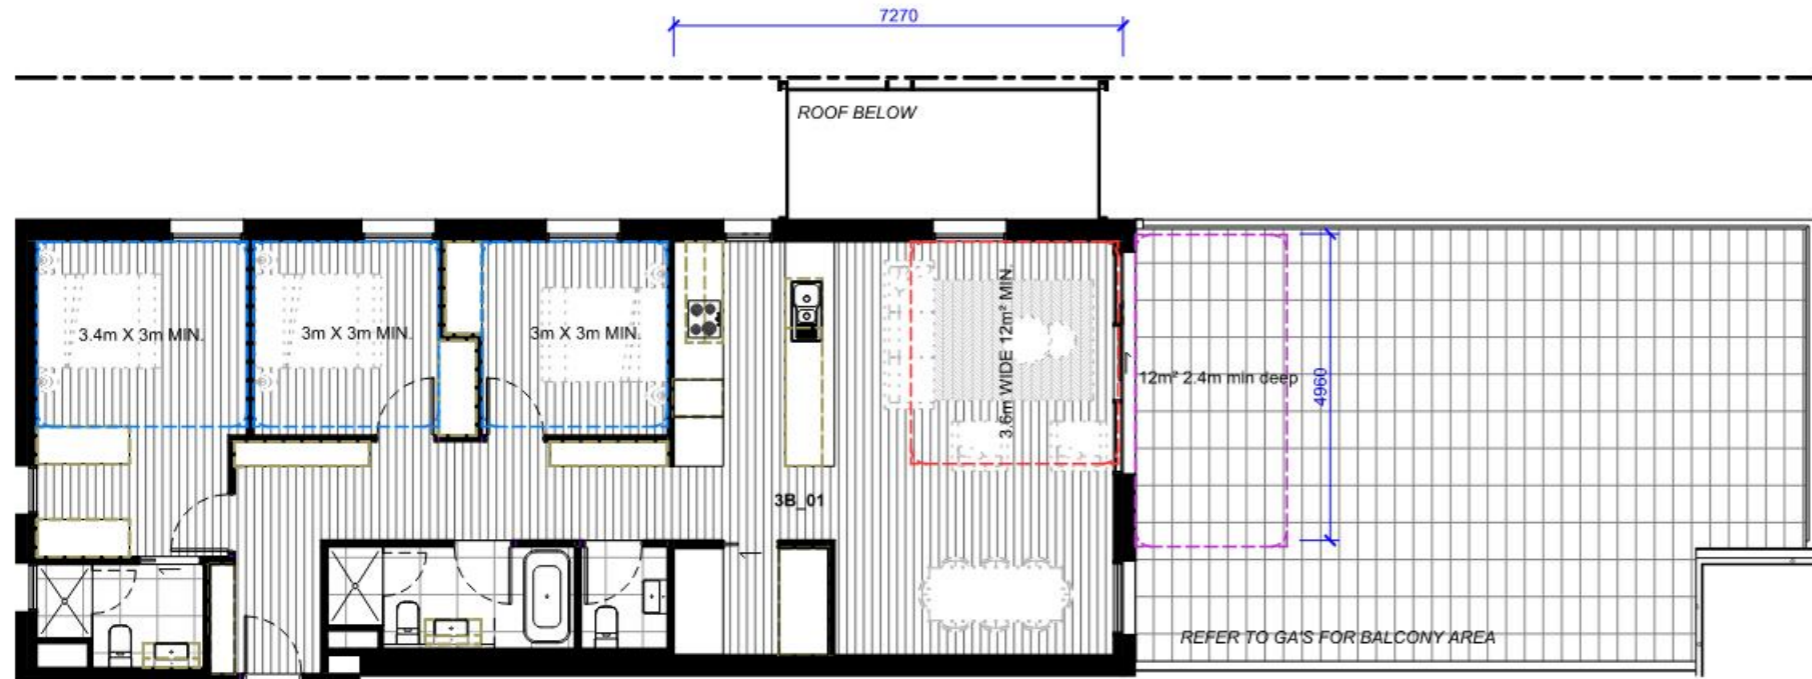 7270
ROOF BELOW
3.4m X 3m MIN.
3m X 3m MIN.
3m X 3m MIN.
3.6m WIDE 12m² MIN.
12m² 2.4m min deep
4960
3B_01
REFER TO GA'S FOR BALCONY AREA